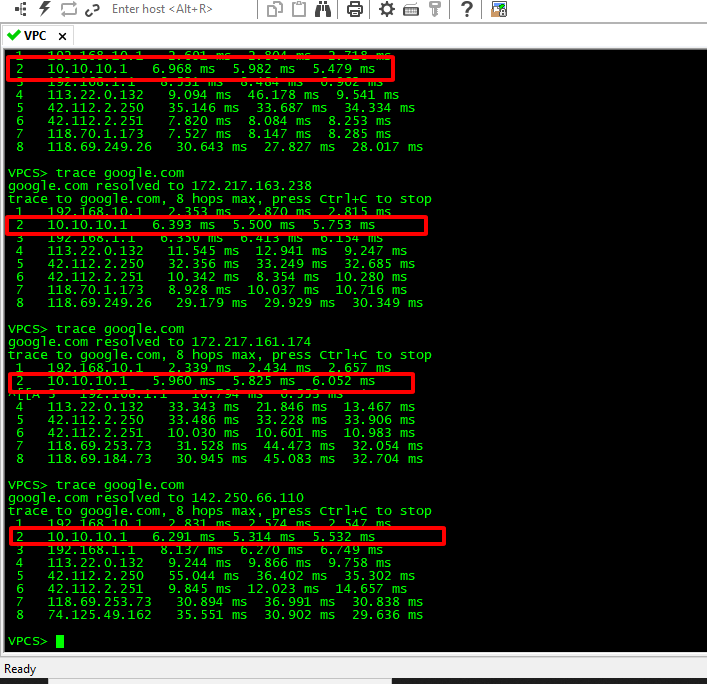 Enter host <Alt+R>
VPC
1 192.168.10.1 2.691 ms 2.804 ms 2.718 ms
2 10.10.10.1 6.968 ms 5.982 ms 5.479 ms
3 192.168.1.1 8.551 ms 8.484 ms 6.902 ms
4 113.22.0.132 9.094 ms 46.178 ms 9.541 ms
5 42.112.2.250 35.146 ms 33.687 ms 34.334 ms
6 42.112.2.251 7.820 ms 8.084 ms 8.253 ms
7 118.70.1.173 7.527 ms 8.147 ms 8.285 ms
8 118.69.249.26 30.643 ms 27.827 ms 28.017 ms
VPCS> trace google.com
google.com resolved to 172.217.163.238
trace to google.com, 8 hops max, press Ctrl+C to stop
1 192.168.10.1 2.353 ms 2.870 ms 2.815 ms
2 10.10.10.1 6.393 ms 5.500 ms 5.753 ms
3 192.168.1.1 6.350 ms 6.413 ms 6.154 ms
4 113.22.0.132 11.545 ms 12.941 ms 9.247 ms
5 42.112.2.250 32.356 ms 33.249 ms 32.685 ms
6 42.112.2.251 10.342 ms 8.354 ms 10.280 ms
7 118.70.1.173 8.928 ms 10.037 ms 10.716 ms
8 118.69.249.26 29.179 ms 29.929 ms 30.349 ms
VPCS> trace google.com
google.com resolved to 172.217.161.174
trace to google.com, 8 hops max, press Ctrl+C to stop
1 192.168.10.1 2.339 ms 2.434 ms 2.657 ms
2 10.10.10.1 5.960 ms 5.825 ms 6.052 ms
^[[A 3 192.168.1.1 10.794 ms 6.555 ms
4 113.22.0.132 33.343 ms 21.846 ms 13.467 ms
5 42.112.2.250 33.486 ms 33.228 ms 33.906 ms
6 42.112.2.251 10.030 ms 10.601 ms 10.983 ms
7 118.69.253.73 31.528 ms 44.473 ms 32.054 ms
8 118.69.184.73 30.945 ms 45.083 ms 32.704 ms
VPCS> trace google.com
google.com resolved to 142.250.66.110
trace to google.com, 8 hops max, press Ctrl+C to stop
1 192.168.10.1 2.831 ms 2.574 ms 2.547 ms
2 10.10.10.1 6.291 ms 5.314 ms 5.532 ms
3 192.168.1.1 8.137 ms 6.270 ms 6.749 ms
4 113.22.0.132 9.244 ms 9.866 ms 9.758 ms
5 42.112.2.250 55.044 ms 36.402 ms 35.302 ms
6 42.112.2.251 9.845 ms 12.023 ms 14.657 ms
7 118.69.253.73 30.894 ms 36.991 ms 30.838 ms
8 74.125.49.162 35.551 ms 30.902 ms 29.636 ms
VPCS>
Ready